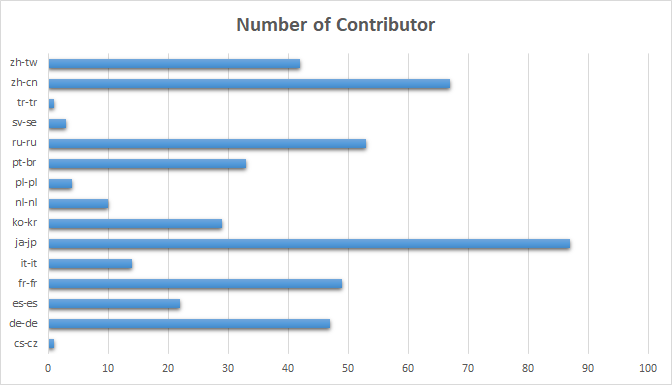 Number of Contributor
zh-tw
zh-cn
tr-tr
sv-se
ru-ru
pt-br
pl-pl
nl-nl
ko-kr
ja-jp
it-it
fr-fr
es-es
de-de
cs-cz
0 10 20 30 40 50 60 70 80 90 100